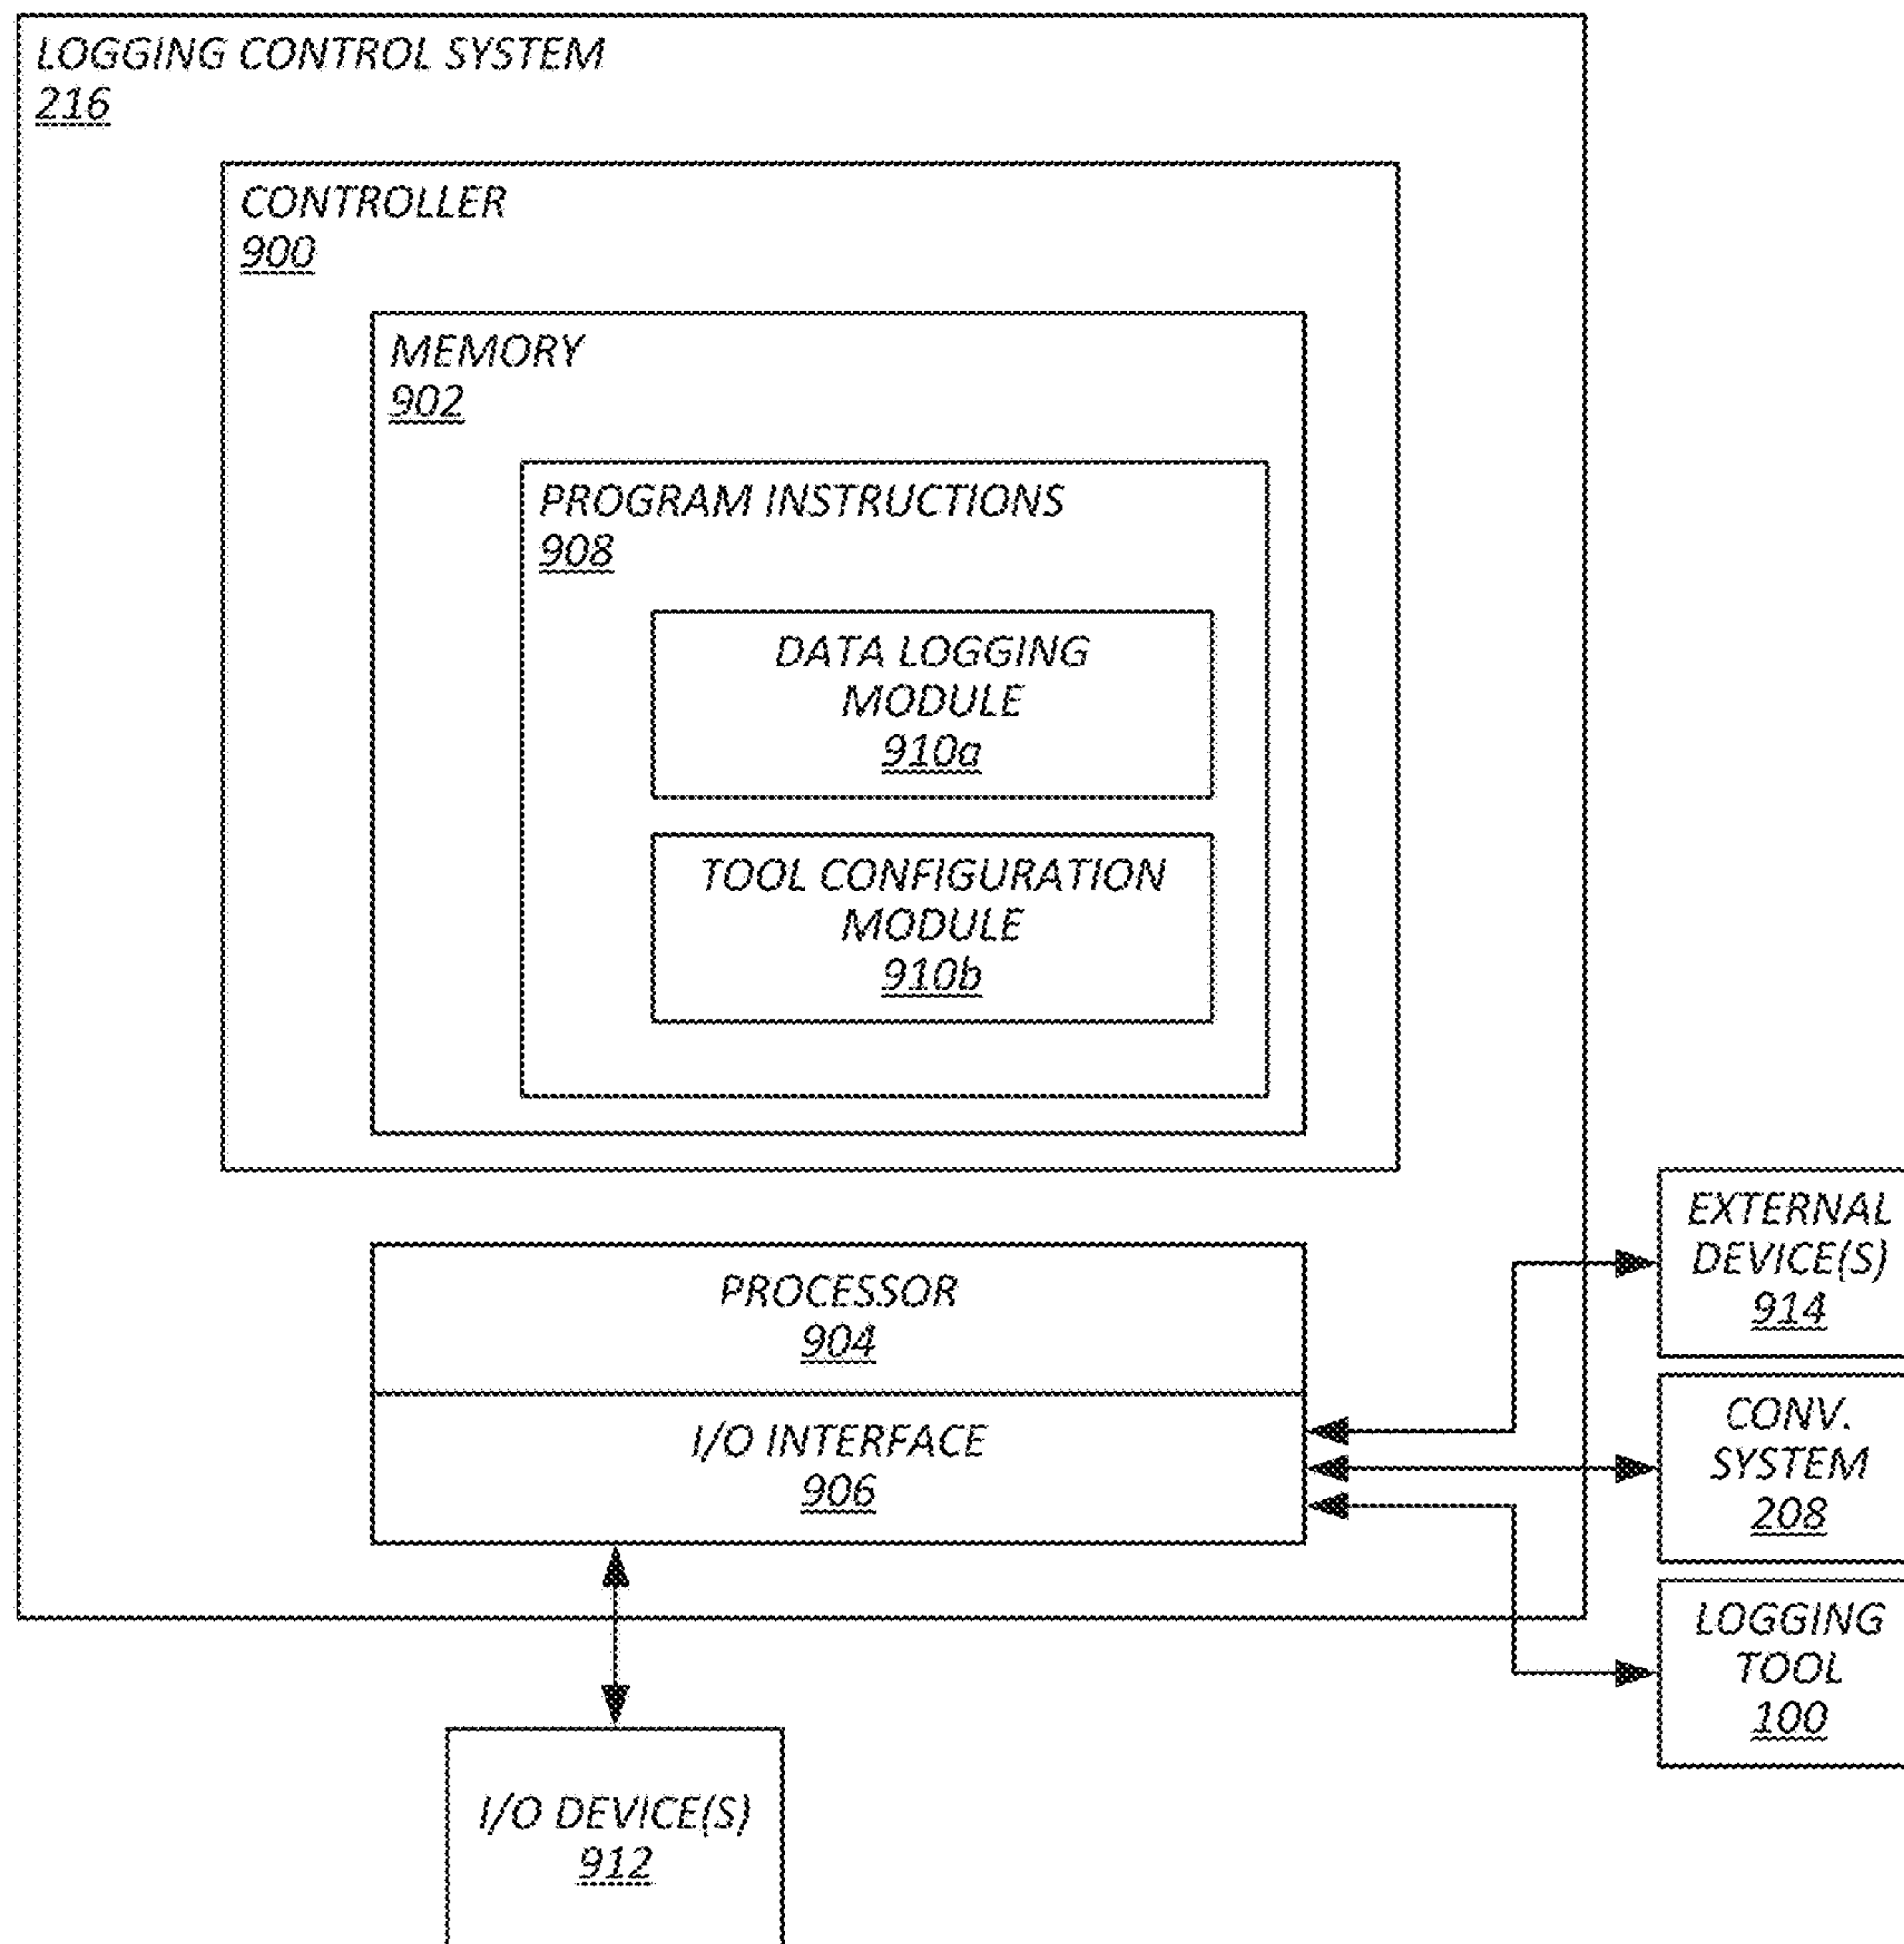 LOGGING CONTROL SYSTEM
216
CONTROLLER
900
MEMORY
902
PROGRAM INSTRUCTIONS
908
DATA LOGGING
MODULE
910a
TOOL CONFIGURATION
MODULE
910b
PROCESSOR
904
I/O INTERFACE
906
EXTERNAL
DEVICE(S)
914
CONV.
SYSTEM
208
LOGGING
TOOL
100
I/O DEVICE(S)
912